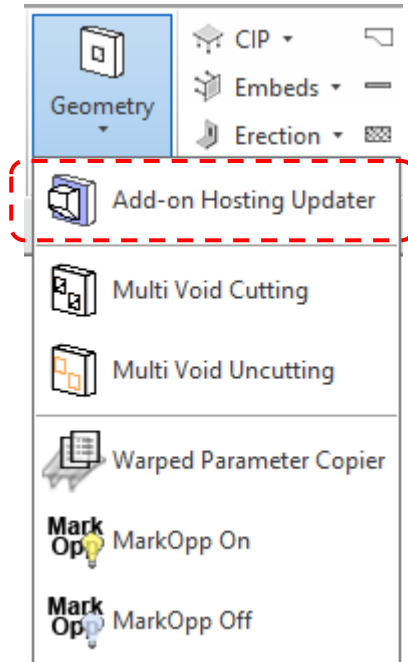 Geometry
CIP
Embeds
Erection
Add-on Hosting Updater
Multi Void Cutting
Multi Void Uncutting
Warped Parameter Copier
Mark
Opp
MarkOpp On
Mark
Opp
MarkOpp Off